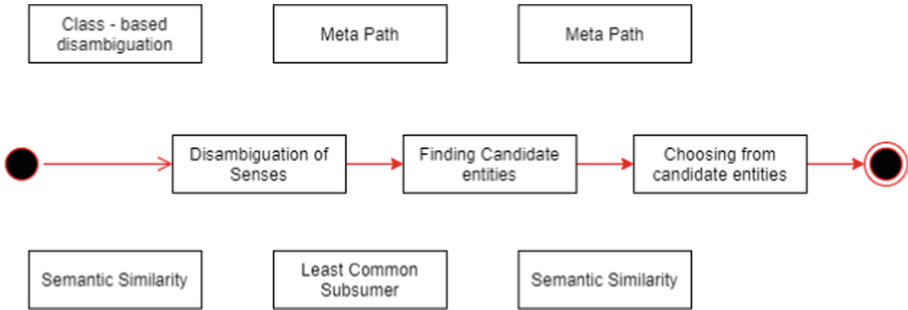 Class - based
disambiguation
Meta Path
Meta Path
Disambiguation of
Senses
Finding Candidate
entities
Choosing from
candidate entities
Semantic Similarity
Least Common
Subsumer
Semantic Similarity